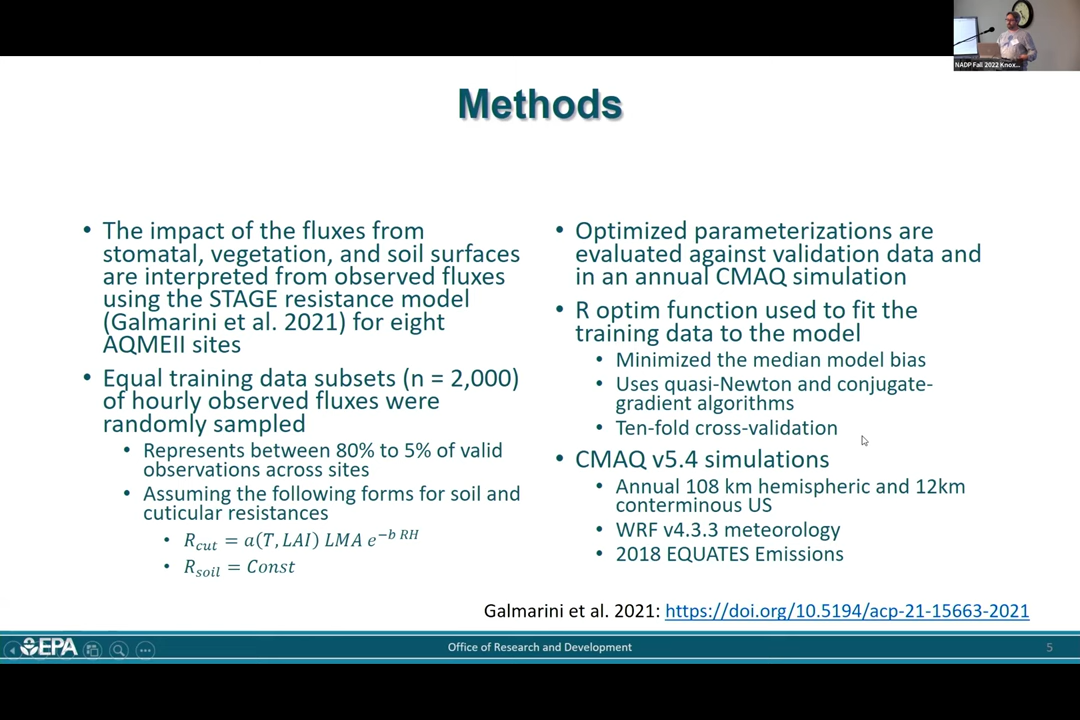 NADP Fall 2022 Knox...
Methods
• The impact of the fluxes from
stomatal, vegetation, and soil surfaces
are interpreted from observed fluxes
using the STAGE resistance model
(Galmarini et al. 2021) for eight
AQMEII sites
• Equal training data subsets (n = 2,000)
of hourly observed fluxes were
randomly sampled
• Represents between 80% to 5% of valid
observations across sites
• Assuming the following forms for soil and
cuticular resistances
• R_cut = a(T, LAI) LMA e^(−b RH)
• R_soil = Const
• Optimized parameterizations are
evaluated against validation data and
in an annual CMAQ simulation
• R optim function used to fit the
training data to the model
• Minimized the median model bias
• Uses quasi-Newton and conjugate-
gradient algorithms
• Ten-fold cross-validation
• CMAQ v5.4 simulations
• Annual 108 km hemispheric and 12km
conterminous US
• WRF v4.3.3 meteorology
• 2018 EQUATES Emissions
Galmarini et al. 2021: https://doi.org/10.5194/acp-21-15663-2021
EPA
Office of Research and Development
5